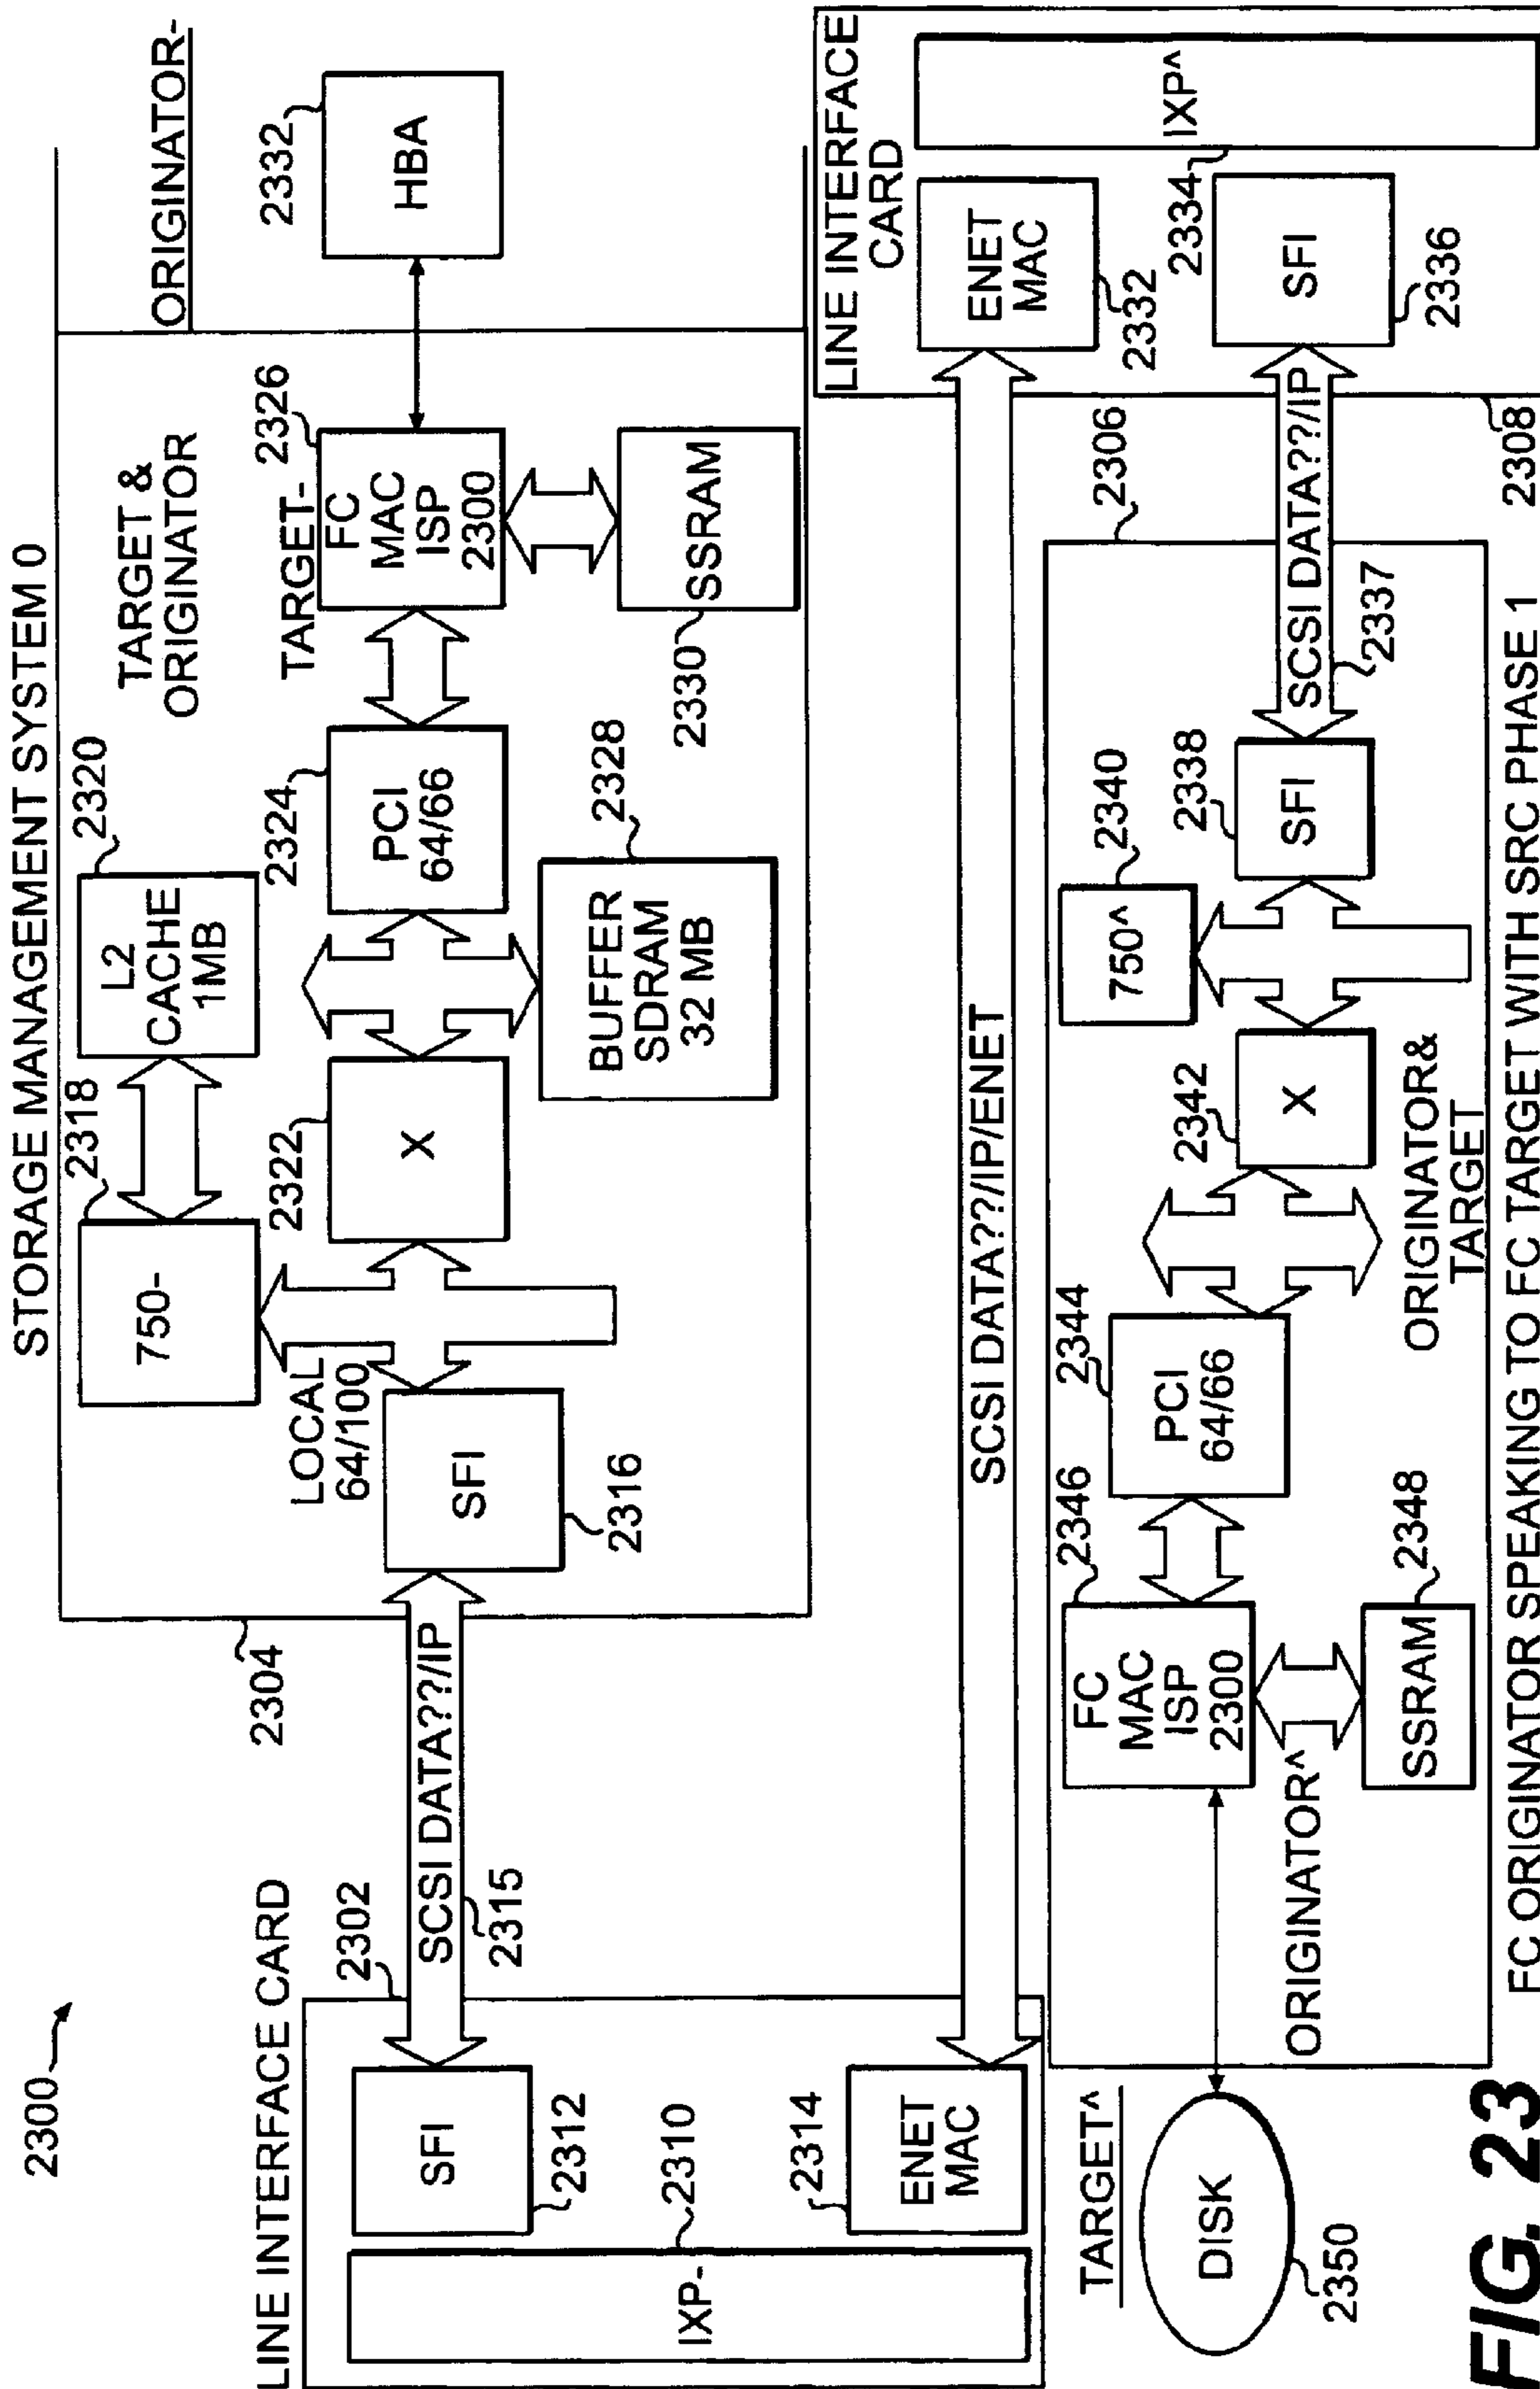 STORAGE MANAGEMENT SYSTEM 0
2300
ORIGINATOR-
2318
2320
L2
CACHE
1MB
TARGET &
ORIGINATOR
750-
2332
HBA
LOCAL
64/100
2322
X
2324
PCI
64/66
TARGET-
2326
FC
MAC
ISP
2300
2304
SFI
2316
2328
BUFFER
SDRAM
32 MB
2330
SSRAM
LINE INTERFACE CARD
2302
SCSI DATA??/IP
2315
SFI
2312
2310
IXP-
2314
ENET
MAC
SCSI DATA??/IP/ENET
LINE INTERFACE
CARD
ENET
MAC
2332
IXP^
2334
SFI
2336
2308
2306
SCSI DATA??/IP
2337
2338
SFI
2340
750^
2342
X
ORIGINATOR&
TARGET
2344
PCI
64/66
2346
FC
MAC
ISP
2300
ORIGINATOR^
2348
SSRAM
TARGET^
DISK
2350
FIG. 23
FC ORIGINATOR SPEAKING TO FC TARGET WITH SRC PHASE 1